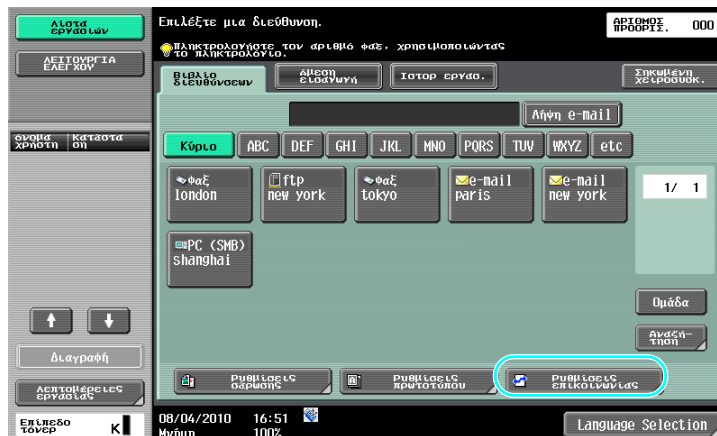 Λίστα
εργασιών
ΛΕΙΤΟΥΡΓΙΑ
ΕΛΕΓΧΟΥ
όνομα
χρήστη
Κατάστα
ση
Διαγραφή
Λεπτομέρειες
εργασίας
Επίπεδο
τόνερ
K
Επιλέξτε μια διεύθυνση.
ΑΡΙΘΜΟΣ
ΠΡΟΟΡΙΣ.
000
Πληκτρολογήστε τον αριθμό φαξ, χρησιμοποιώντας
το πληκτρολόγιο.
Βιβλίο
διευθύνσεων
άμεση
εισαγωγή
Ιστορ εργασ.
Σηκωμένη
χειροσυσκ.
Λήψη e-mail
Κύριο
ABC
DEF
GHI
JKL
MNO
PQRS
TUV
WXYZ
etc
φαξ
london
ftp
new york
φαξ
tokyo
e-mail
paris
e-mail
new york
1/ 1
PC (SMB)
shanghai
Ομάδα
Αναζή-
τηση
Ρυθμίσεις
σάρωσης
Ρυθμίσεις
πρωτοτύπου
Ρυθμίσεις
επικοινωνίας
08/04/2010 16:51
Μνήμη 100%
Language Selection